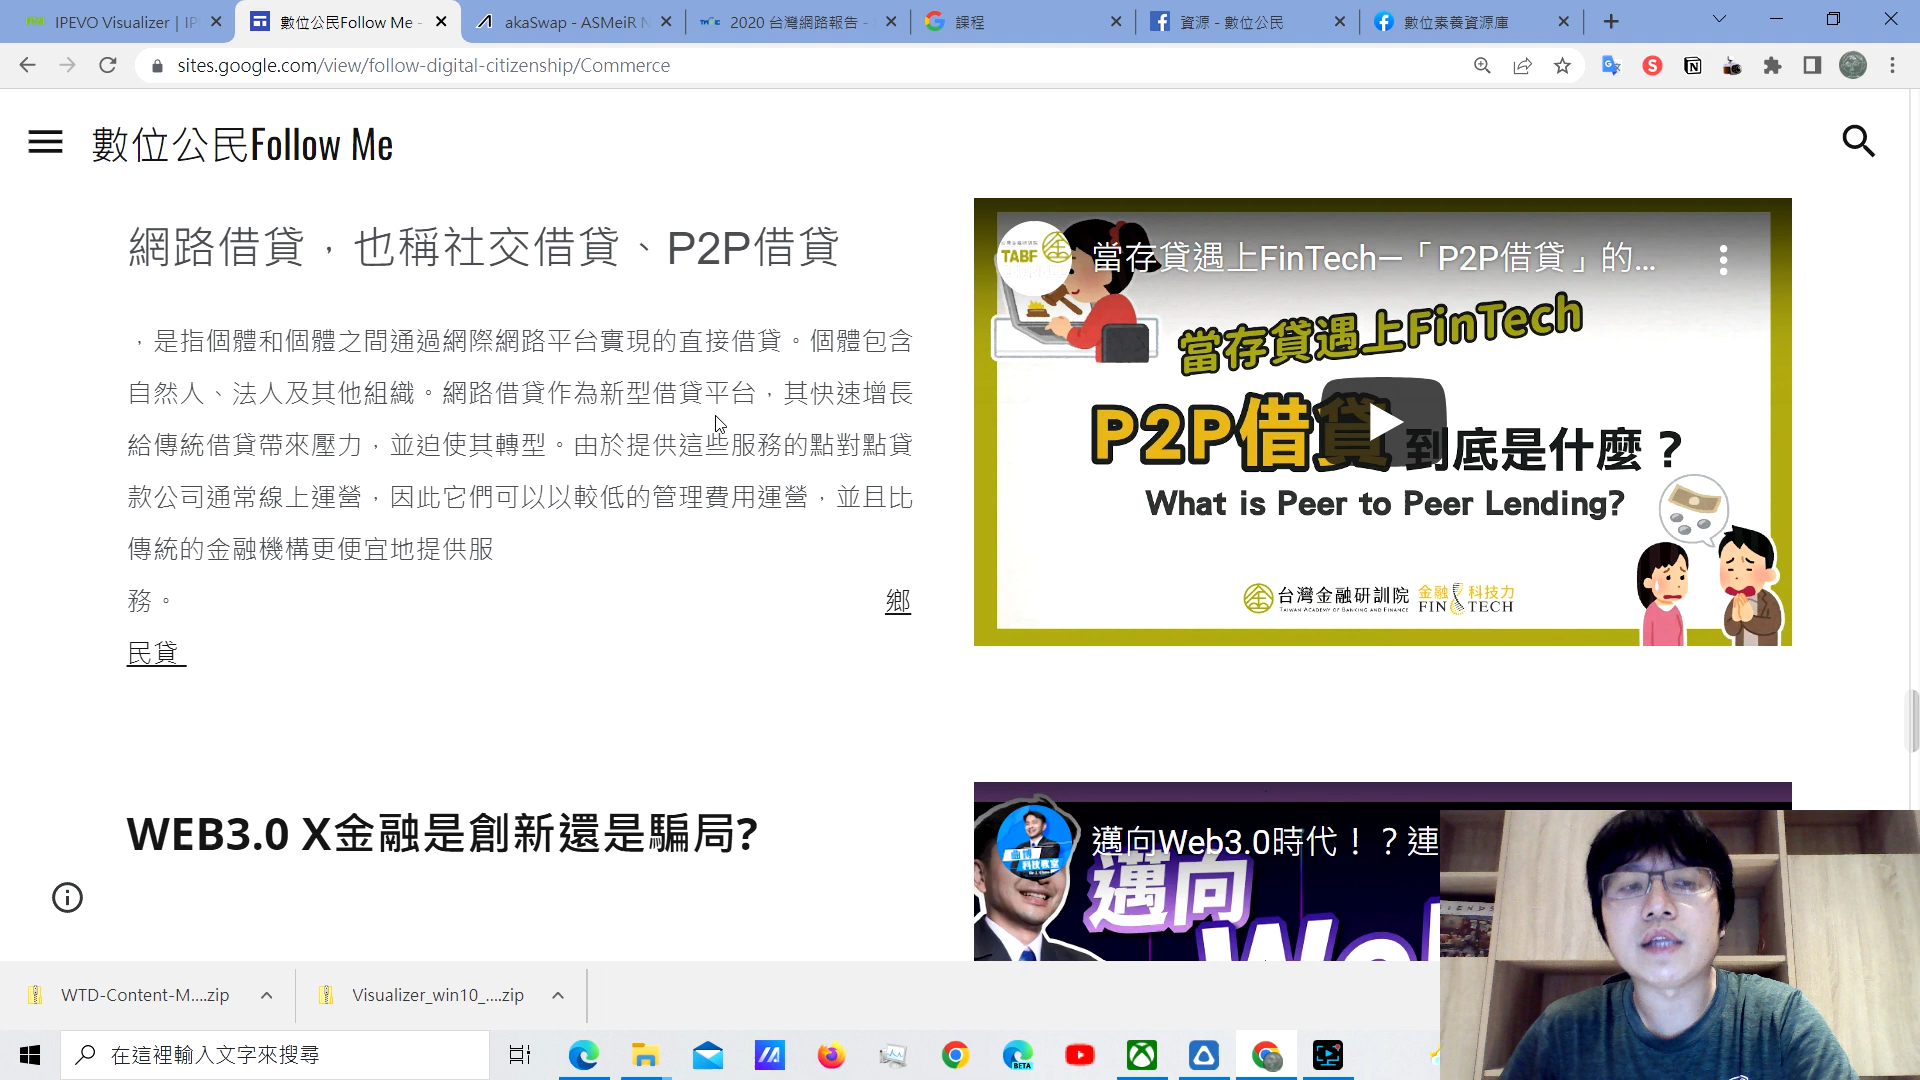 IPEVO Visualizer | IP
數位公民Follow Me -
akaSwap - ASMeiR N
2020 台灣網路報告 -
課程
資源 - 數位公民
數位素養資源庫
sites.google.com/view/follow-digital-citizenship/Commerce
數位公民Follow Me
網路借貸，也稱社交借貸、P2P借貸
，是指個體和個體之間通過網際網路平台實現的直接借貸。個體包含
自然人、法人及其他組織。網路借貸作為新型借貸平台，其快速增長
給傳統借貸帶來壓力，並迫使其轉型。由於提供這些服務的點對點貸
款公司通常線上運營，因此它們可以以較低的管理費用運營，並且比
傳統的金融機構更便宜地提供服
務。 鄉
民貸
TABF
當存貸遇上FinTech—「P2P借貸」的...
當存貸遇上FinTech
P2P借貸 到底是什麼？
What is Peer to Peer Lending?
台灣金融研訓院
TAIWAN ACADEMY OF BANKING AND FINANCE
金融科技力
FINTECH
WEB3.0 X金融是創新還是騙局?
曲博
科技教室
邁向Web3.0時代！？連
邁向
Web
WTD-Content-M....zip
Visualizer_win10_....zip
在這裡輸入文字來搜尋
BETA